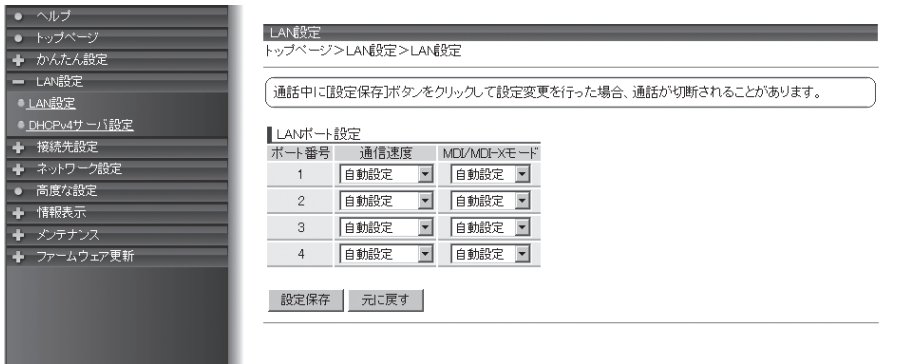 ヘルプ
トップページ
かんたん設定
LAN設定
LAN設定
DHCPv4サーバ設定
接続先設定
ネットワーク設定
高度な設定
情報表示
メンテナンス
ファームウェア更新
LAN設定
トップページ>LAN設定>LAN設定
通話中に[設定保存]ボタンをクリックして設定変更を行った場合、通話が切断されることがあります。
LANポート設定
ポート番号 通信速度 MDI/MDI-Xモード
1 自動設定 自動設定
2 自動設定 自動設定
3 自動設定 自動設定
4 自動設定 自動設定
設定保存 元に戻す